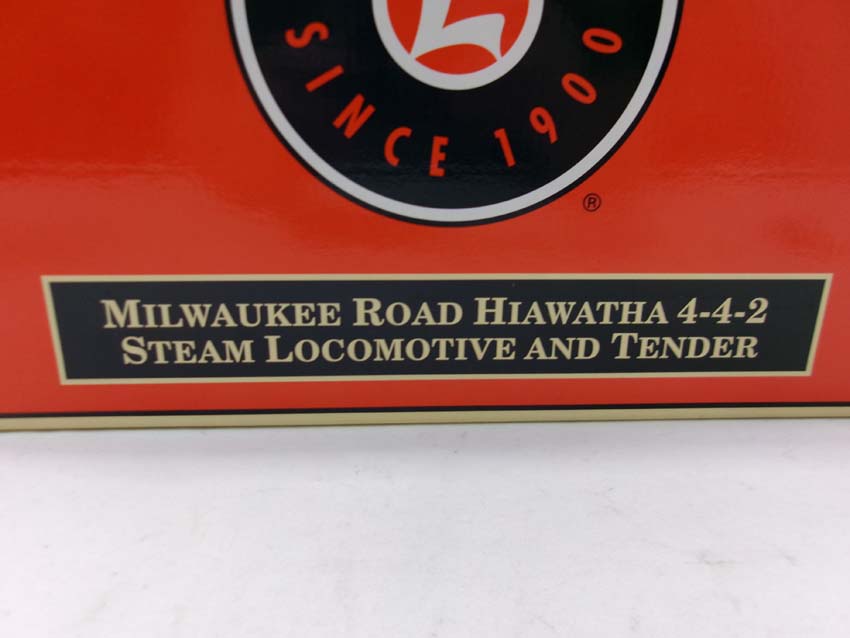 L
SINCE 1900
®
MILWAUKEE ROAD HIAWATHA 4-4-2
STEAM LOCOMOTIVE AND TENDER